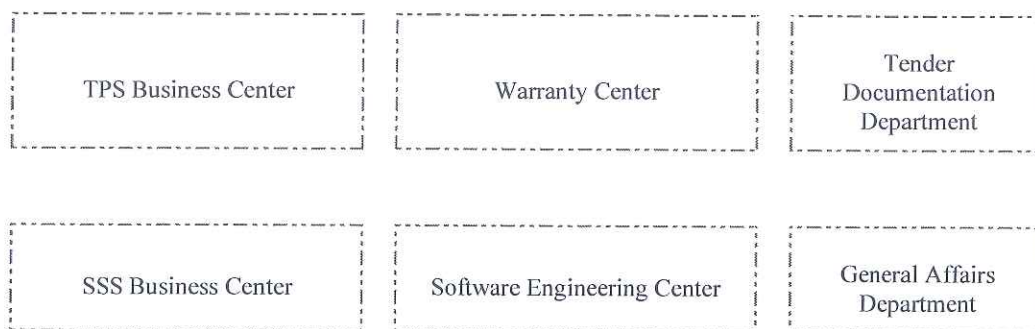 TPS Business Center
Warranty Center
Tender
Documentation
Department
SSS Business Center
Software Engineering Center
General Affairs
Department